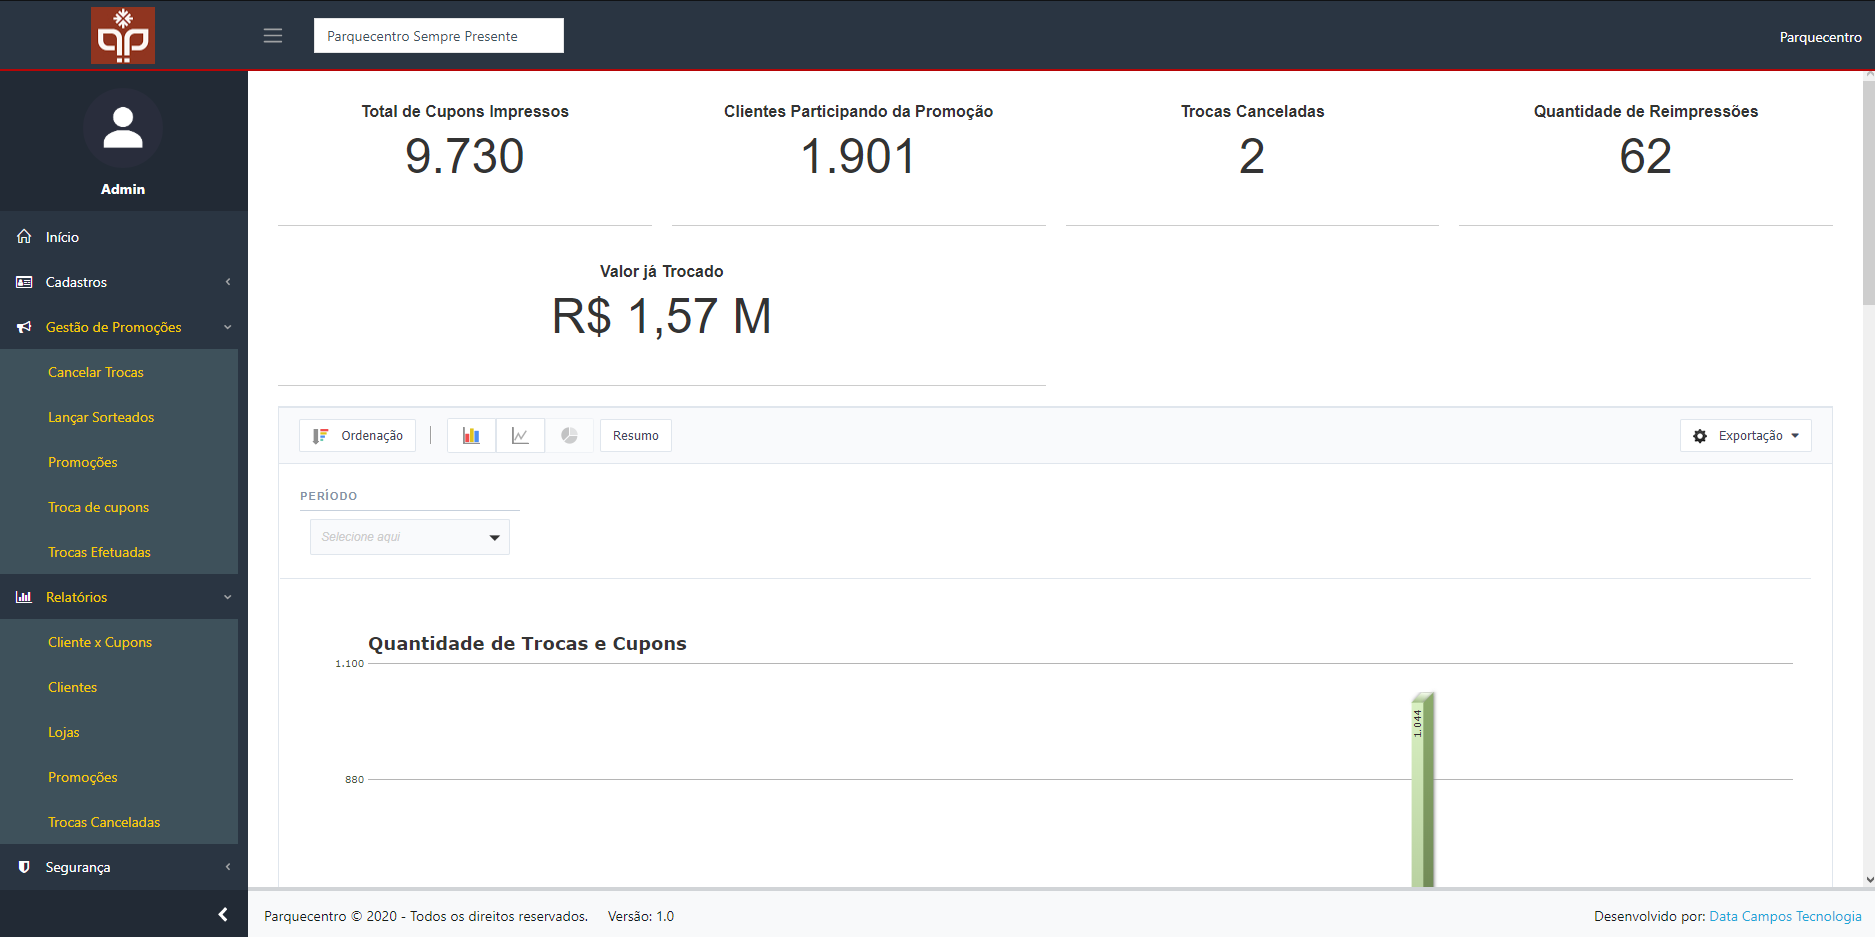 Parquecentro Sempre Presente
Parquecentro
Admin
Início
Cadastros
Gestão de Promoções
Cancelar Trocas
Lançar Sorteados
Promoções
Troca de cupons
Trocas Efetuadas
Relatórios
Cliente x Cupons
Clientes
Lojas
Promoções
Trocas Canceladas
Segurança
Total de Cupons Impressos
9.730
Clientes Participando da Promoção
1.901
Trocas Canceladas
2
Quantidade de Reimpressões
62
Valor já Trocado
R$ 1,57 M
Ordenação
Resumo
Exportação
PERÍODO
Selecione aqui
Quantidade de Trocas e Cupons
1.100
1.044
880
Parquecentro © 2020 - Todos os direitos reservados. Versão: 1.0
Desenvolvido por: Data Campos Tecnologia